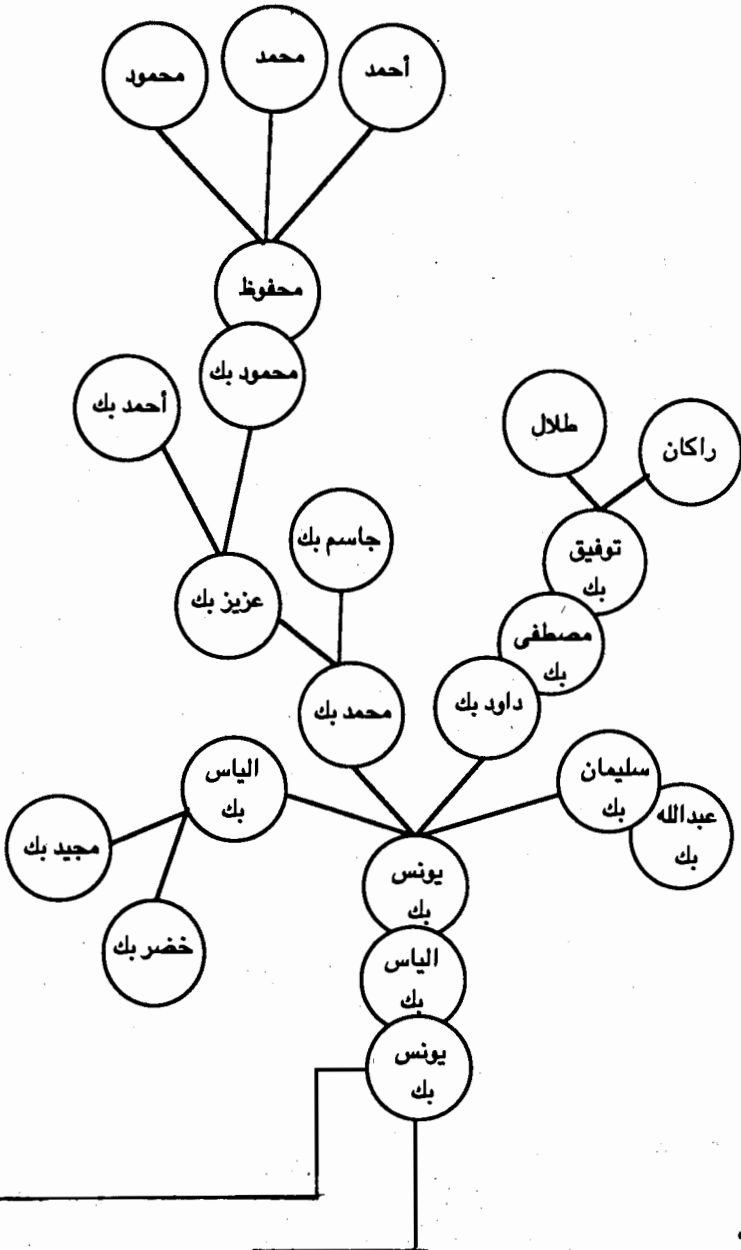 أحمد
محمد
محمود
محفوظ
محمود بك
أحمد بك
طلال
راكان
جاسم بك
توفيق
بك
عزيز بك
مصطفى
بك
داود بك
محمد بك
سليمان
بك
عبدالله
بك
الياس
بك
مجيد بك
خضر بك
يونس
بك
الياس
بك
يونس
بك